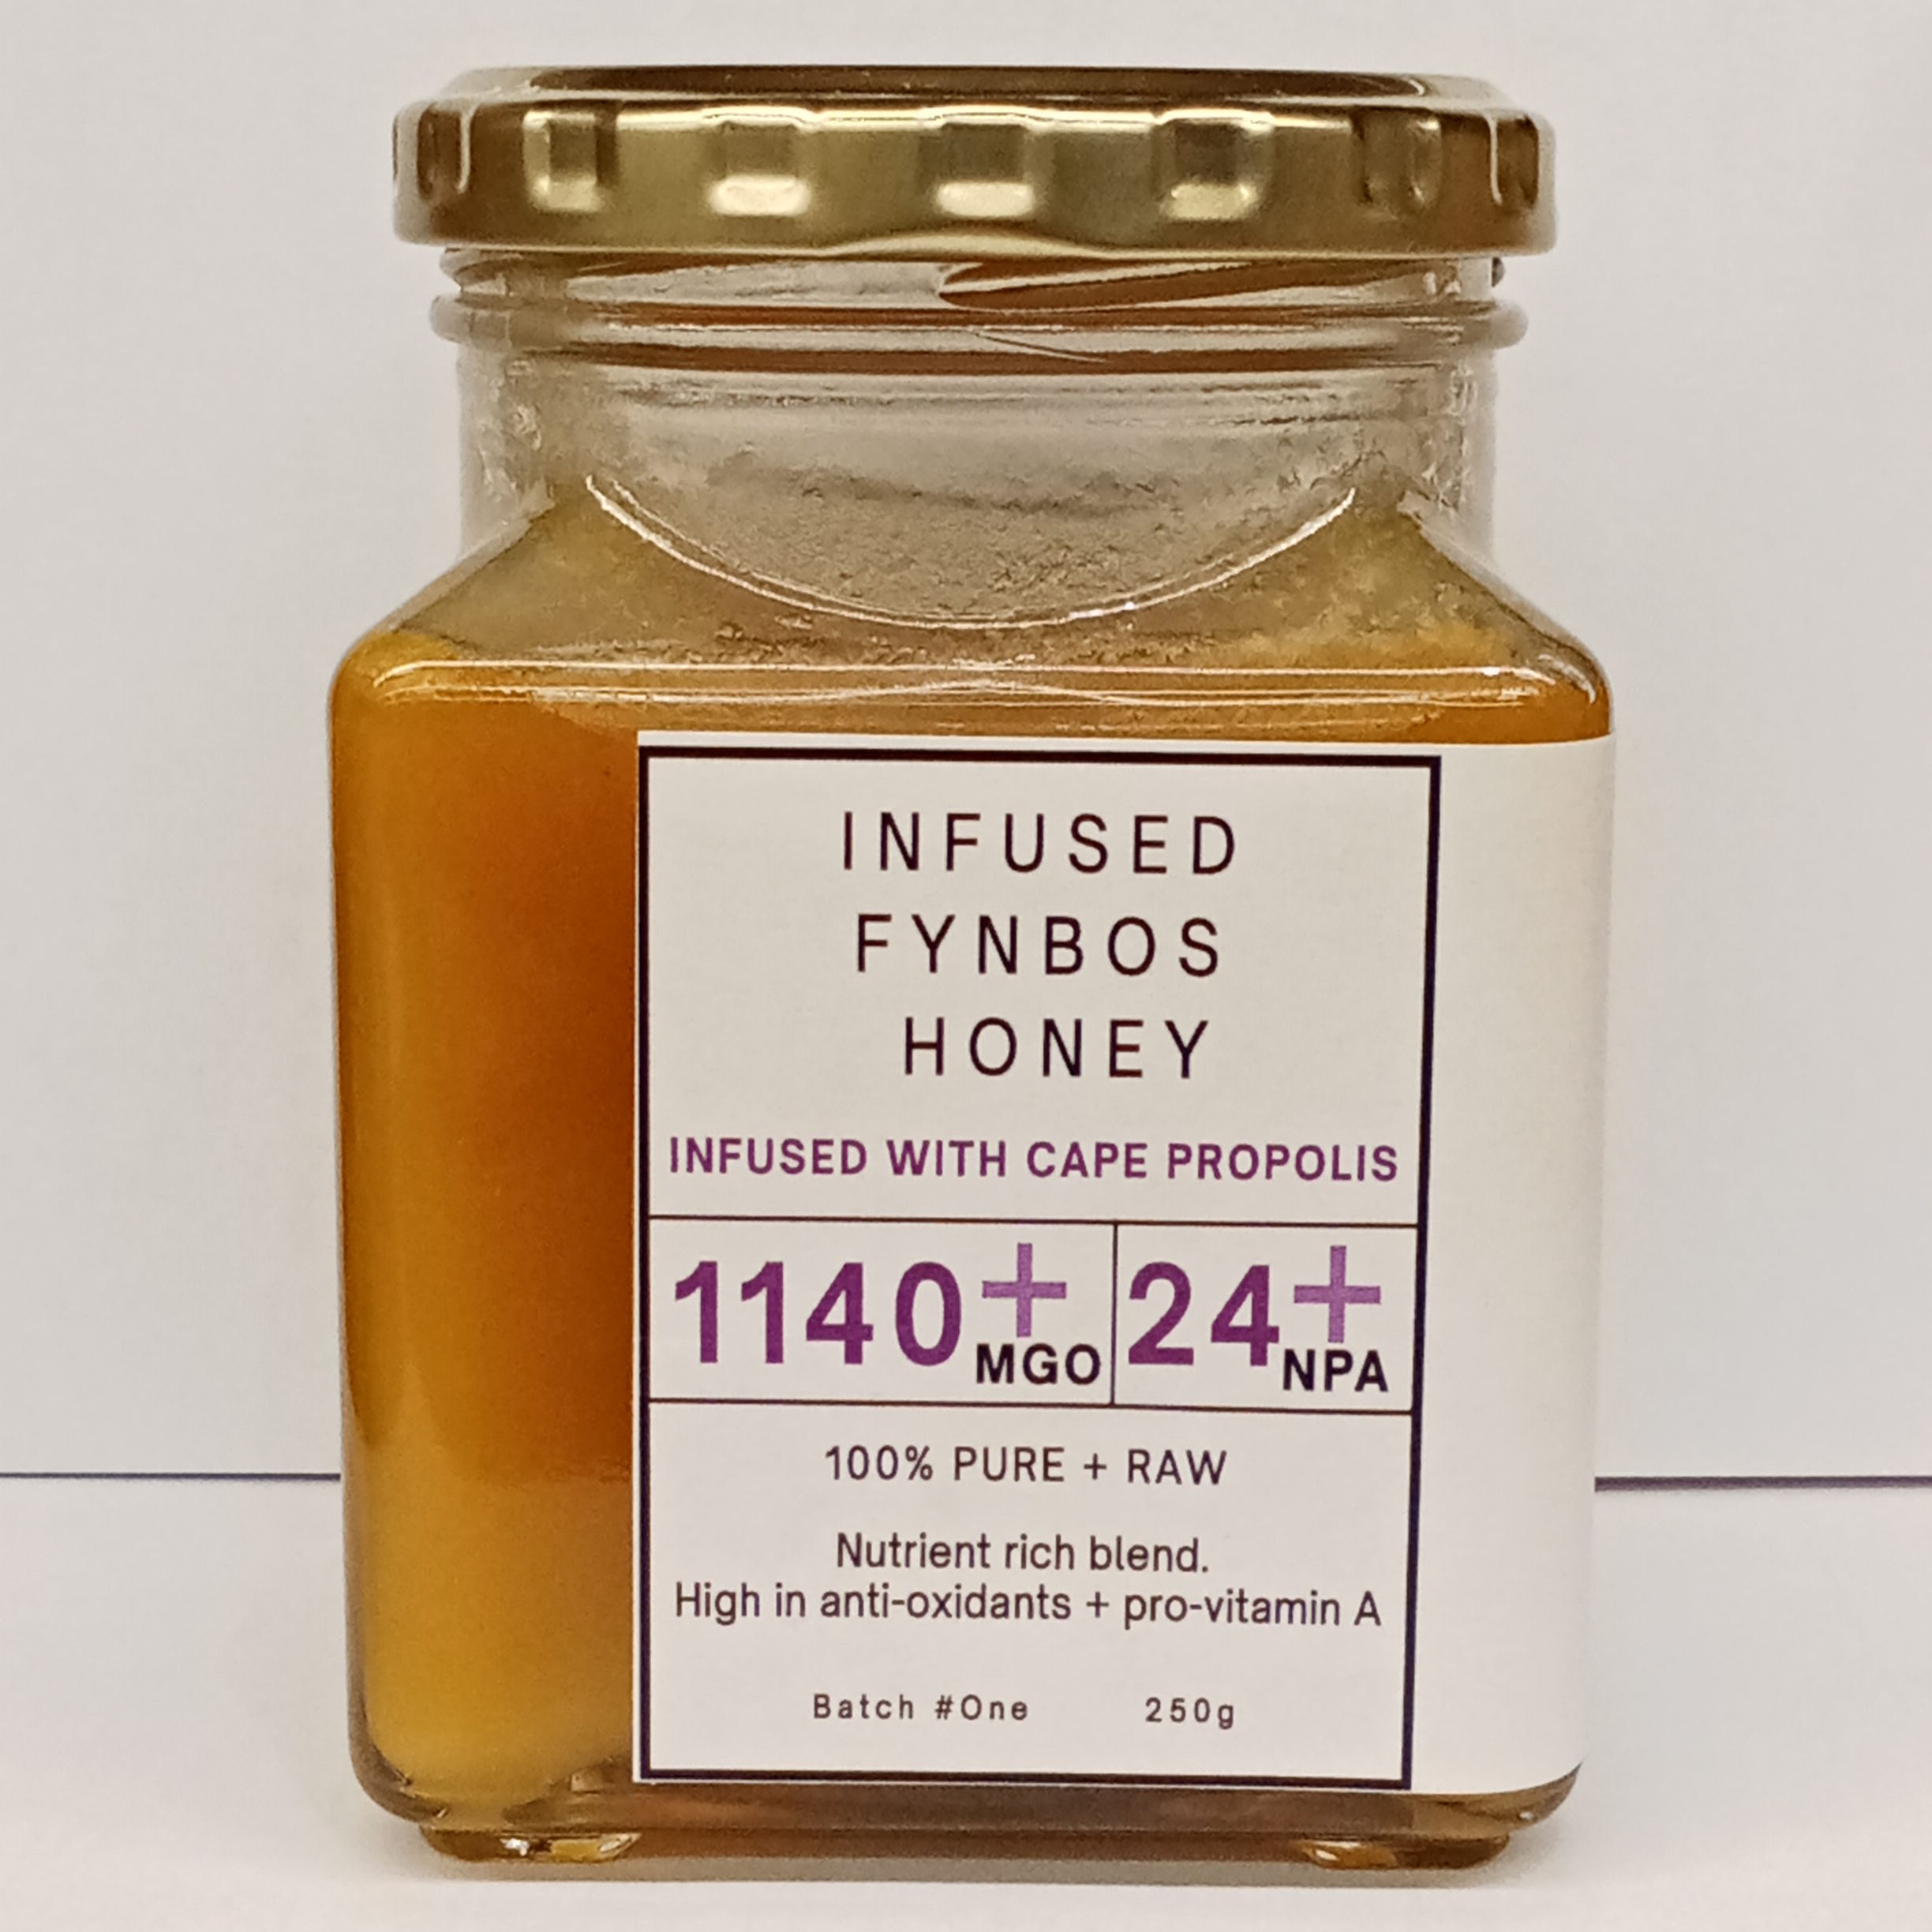 INFUSED
FYNBOS
HONEY
INFUSED WITH CAPE PROPOLIS
1140+ MGO 24+ NPA
100% PURE + RAW
Nutrient rich blend.
High in anti-oxidants + pro-vitamin A
Batch #One 250g